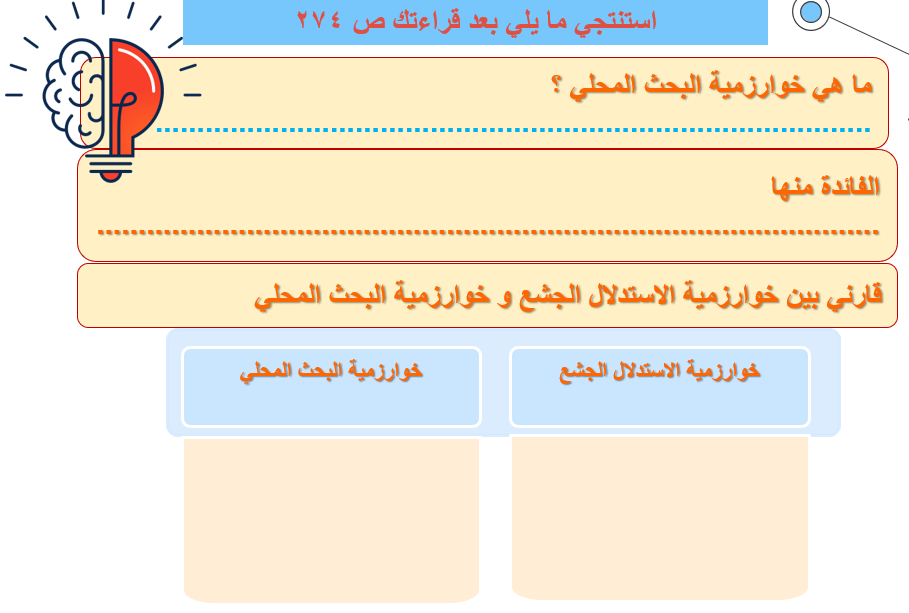 استنتجي ما يلي بعد قراءتك ص ٢٧٤
ما هي خوارزمية البحث المحلي ؟
الفائدة منها
قارني بين خوارزمية الاستدلال الجشع و خوارزمية البحث المحلي
خوارزمية الاستدلال الجشع
خوارزمية البحث المحلي